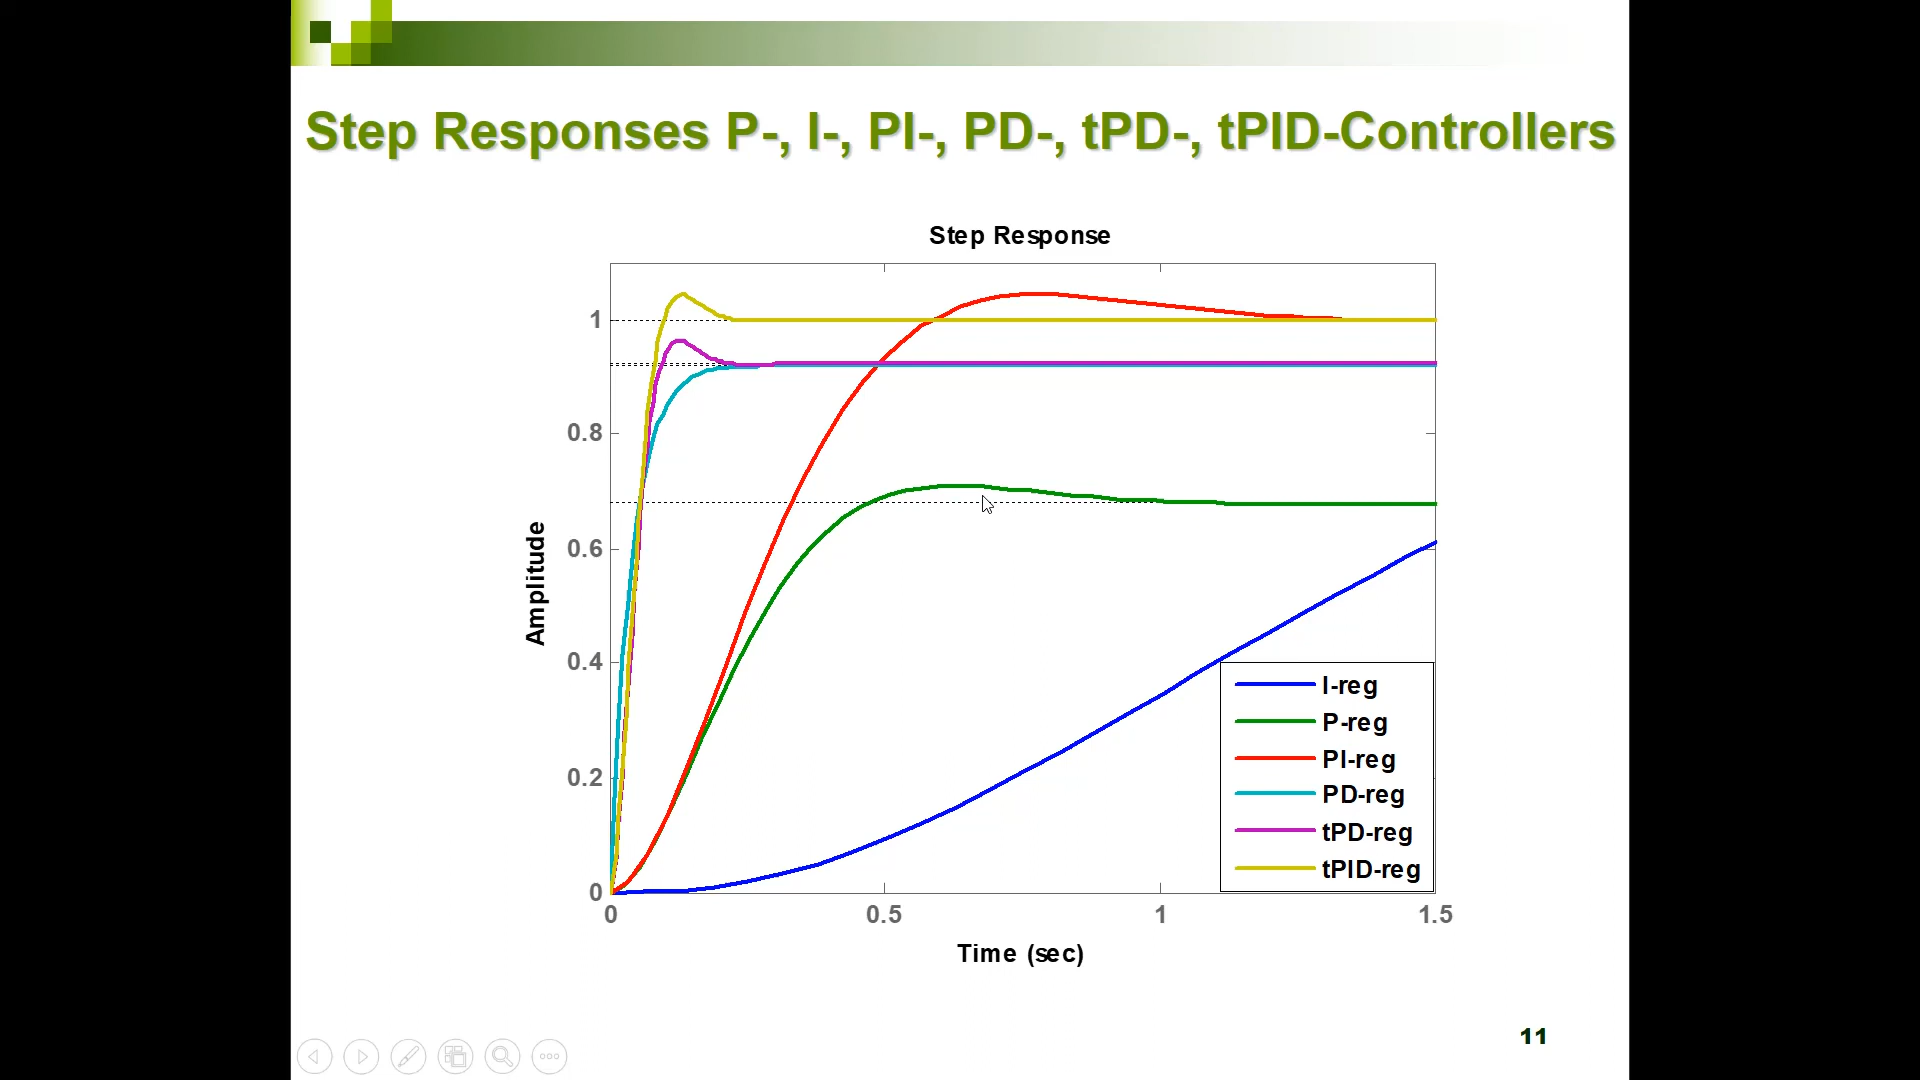 Step Responses P-, I-, PI-, PD-, tPD-, tPID-Controllers
Step Response
1
0.8
0.6
0.4
0.2
0
Amplitude
0 0.5 1 1.5
Time (sec)
I-reg
P-reg
PI-reg
PD-reg
tPD-reg
tPID-reg
11